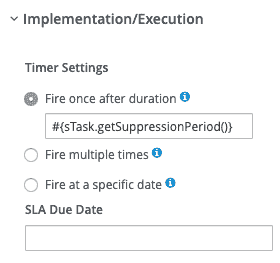 Implementation/Execution
Timer Settings
Fire once after duration
#{sTask.getSuppressionPeriod()}
Fire multiple times
Fire at a specific date
SLA Due Date